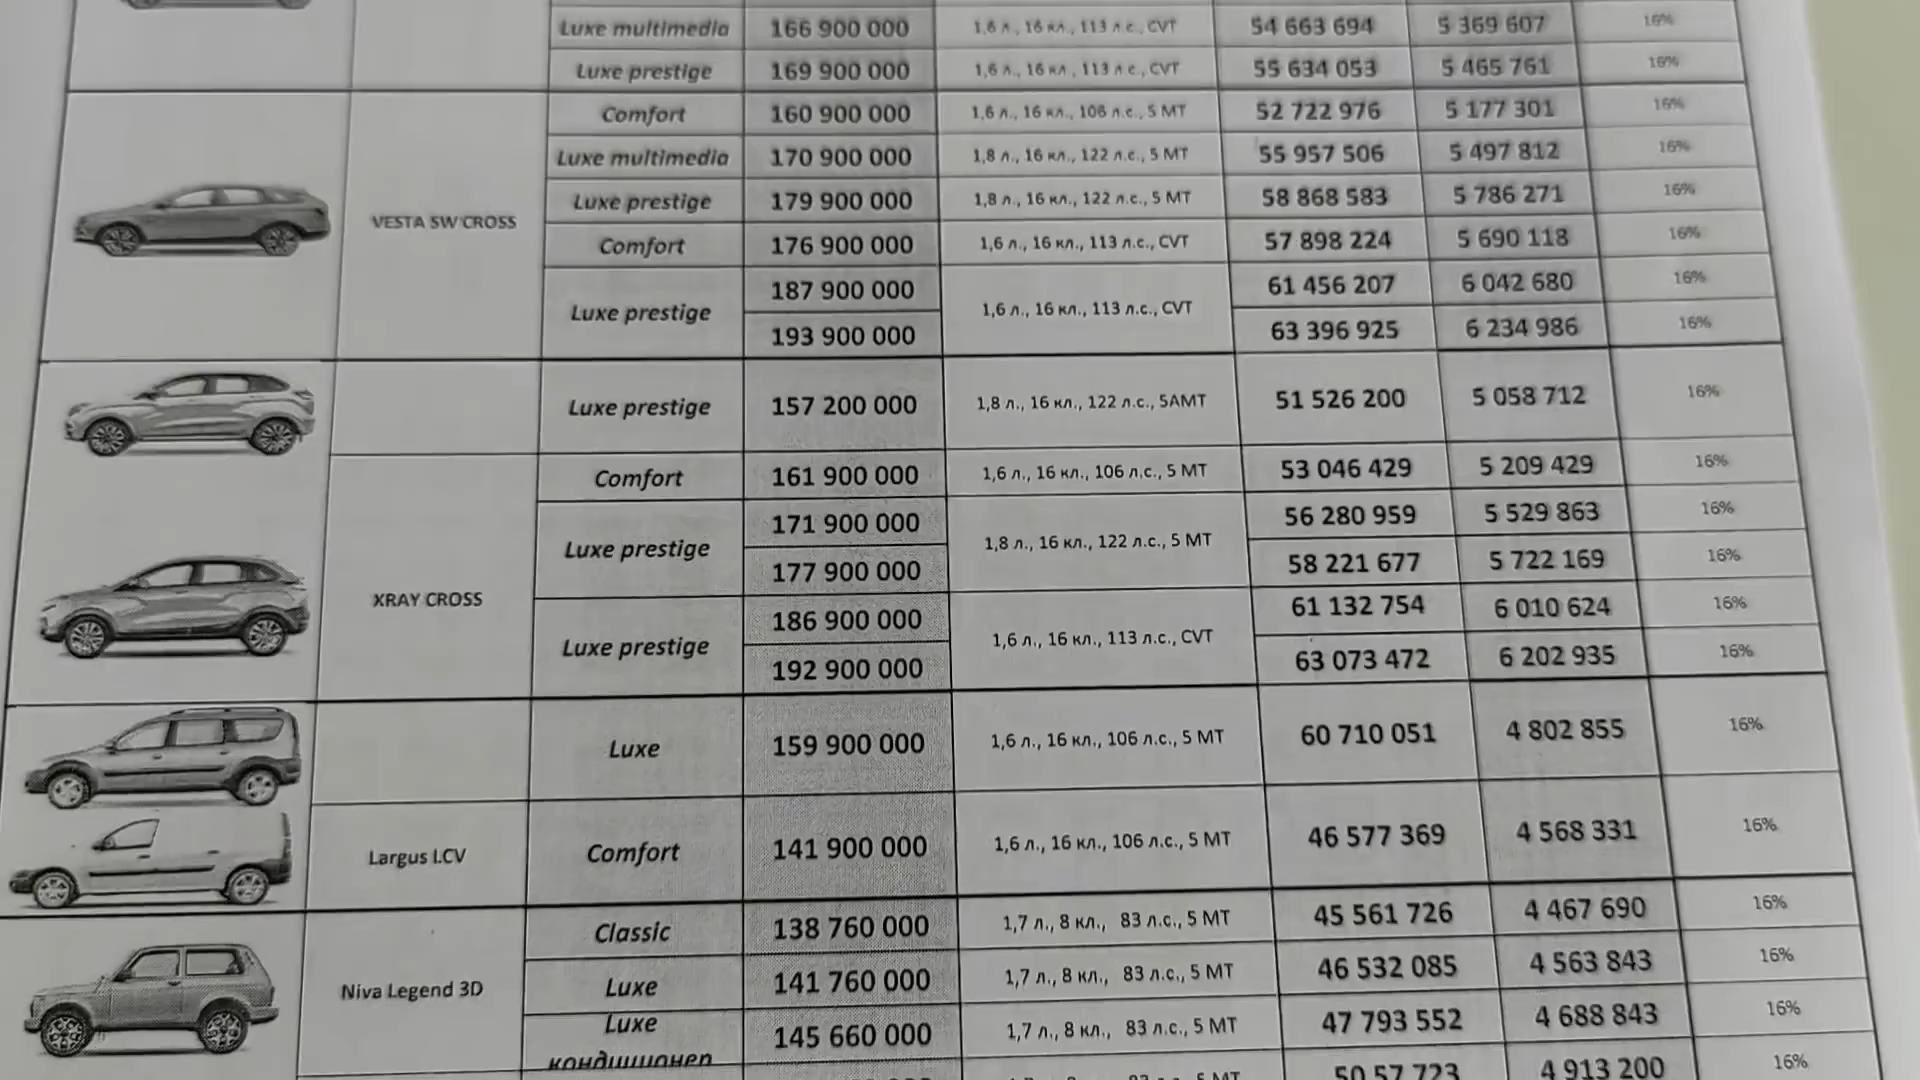 Luxe multimedia 166 900 000 1,6 л., 16 кл., 113 л.с., CVT 54 663 694 5 369 607 16%
Luxe prestige 169 900 000 1,6 л., 16 кл., 113 л.с., CVT 55 634 053 5 465 761 16%
VESTA SW CROSS
Comfort 160 900 000 1,6 л., 16 кл., 106 л.с., 5 МТ 52 722 976 5 177 301 16%
Luxe multimedia 170 900 000 1,8 л., 16 кл., 122 л.с., 5 МТ 55 957 506 5 497 812 16%
Luxe prestige 179 900 000 1,8 л., 16 кл., 122 л.с., 5 МТ 58 868 583 5 786 271 16%
Comfort 176 900 000 1,6 л., 16 кл., 113 л.с., CVT 57 898 224 5 690 118 16%
Luxe prestige 187 900 000 1,6 л., 16 кл., 113 л.с., CVT 61 456 207 6 042 680 16%
193 900 000 63 396 925 6 234 986 16%
Luxe prestige 157 200 000 1,8 л., 16 кл., 122 л.с., 5АМТ 51 526 200 5 058 712 16%
XRAY CROSS
Comfort 161 900 000 1,6 л., 16 кл., 106 л.с., 5 МТ 53 046 429 5 209 429 16%
Luxe prestige 171 900 000 1,8 л., 16 кл., 122 л.с., 5 МТ 56 280 959 5 529 863 16%
177 900 000 58 221 677 5 722 169 16%
Luxe prestige 186 900 000 1,6 л., 16 кл., 113 л.с., CVT 61 132 754 6 010 624 16%
192 900 000 63 073 472 6 202 935 16%
Luxe 159 900 000 1,6 л., 16 кл., 106 л.с., 5 МТ 60 710 051 4 802 855 16%
Largus LCV Comfort 141 900 000 1,6 л., 16 кл., 106 л.с., 5 МТ 46 577 369 4 568 331 16%
Niva Legend 3D
Classic 138 760 000 1,7 л., 8 кл., 83 л.с., 5 МТ 45 561 726 4 467 690 16%
Luxe 141 760 000 1,7 л., 8 кл., 83 л.с., 5 МТ 46 532 085 4 563 843 16%
Luxe кондиционер 145 660 000 1,7 л., 8 кл., 83 л.с., 5 МТ 47 793 552 4 688 843 16%
50 57 723 4 913 200 16%